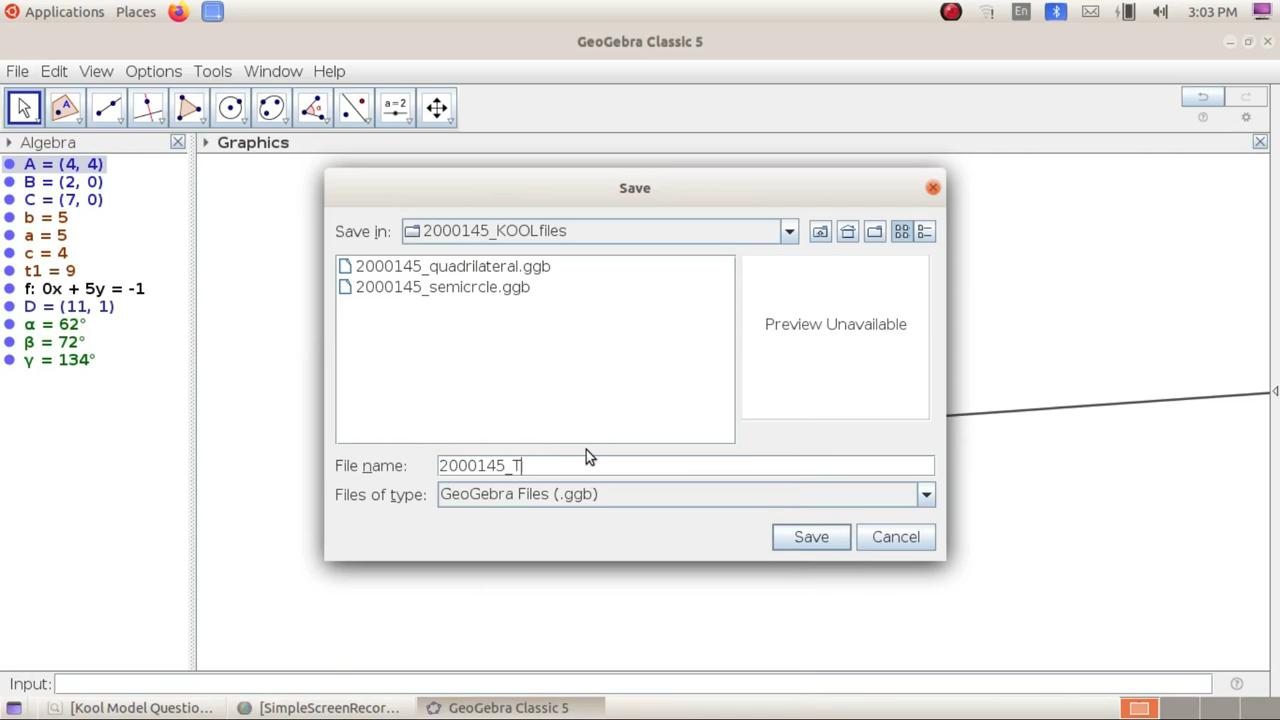 Applications Places En 3:03 PM
GeoGebra Classic 5
File Edit View Options Tools Window Help
A α a=2
Algebra Graphics
A = (4, 4)
B = (2, 0)
C = (7, 0)
b = 5
a = 5
c = 4
t1 = 9
f: 0x + 5y = -1
D = (11, 1)
α = 62°
β = 72°
γ = 134°
Save
Save in: 2000145_KOOLfiles
2000145_quadrilateral.ggb
2000145_semicrcle.ggb
Preview Unavailable
File name: 2000145_T
Files of type: GeoGebra Files (.ggb)
Save Cancel
Input:
[Kool Model Questio... [SimpleScreenRecor... GeoGebra Classic 5